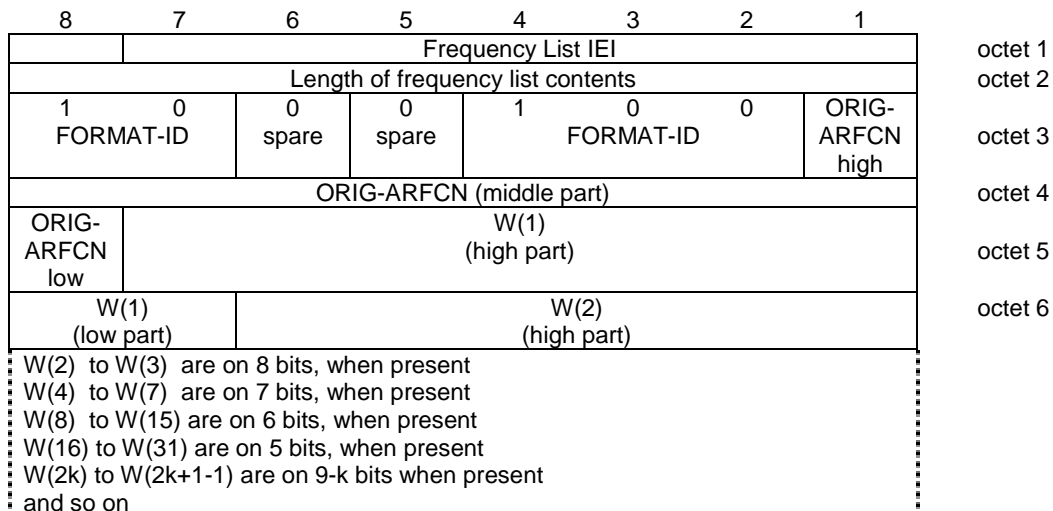 8 7 6 5 4 3 2 1
Frequency List IEI octet 1
Length of frequency list contents octet 2
1 0 0 0 1 0 0 ORIG-
FORMAT-ID spare spare FORMAT-ID ARFCN octet 3
high
ORIG-ARFCN (middle part) octet 4
ORIG- W(1)
ARFCN (high part) octet 5
low
W(1) W(2) octet 6
(low part) (high part)
W(2) to W(3) are on 8 bits, when present
W(4) to W(7) are on 7 bits, when present
W(8) to W(15) are on 6 bits, when present
W(16) to W(31) are on 5 bits, when present
W(2k) to W(2k+1-1) are on 9-k bits when present
and so on